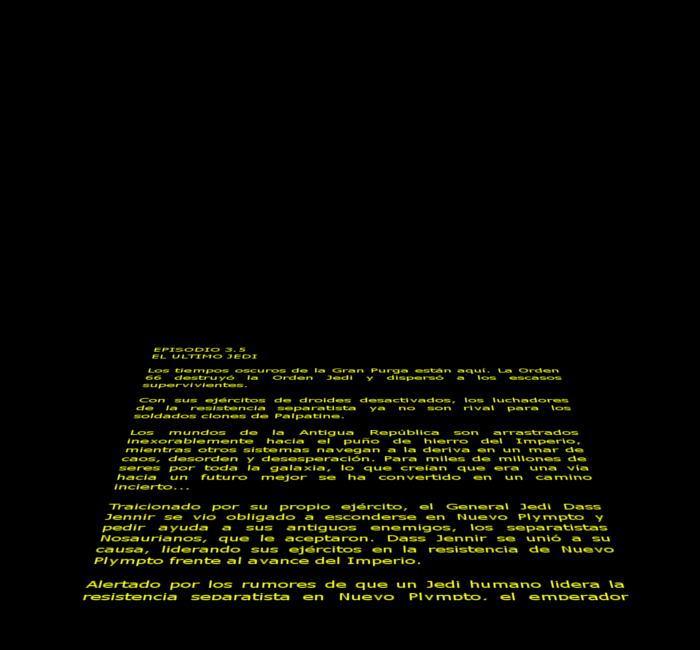 EPISODIO 3.5
EL ULTIMO JEDI
Los tiempos oscuros de la Gran Purga están aquí. La Orden
66 destruyó la Orden Jedi y dispersó a los escasos
supervivientes.
Con sus ejércitos de droides desactivados, los luchadores
de la resistencia separatista ya no son rival para los
soldados clones de Palpatine.
Los mundos de la Antigua República son arrastrados
inexorablemente hacia el puño de hierro del Imperio,
mientras otros sistemas navegan a la deriva en un mar de
caos, desorden y desesperación. Para miles de millones de
seres por toda la galaxia, lo que creían que era una vía
hacia un futuro mejor se ha convertido en un camino
incierto...
Traicionado por su propio ejército, el General Jedi Dass
Jennir se vio obligado a esconderse en Nuevo Plympto y
pedir ayuda a sus antiguos enemigos, los separatistas
Nosaurianos, que le aceptaron. Dass Jennir se unió a su
causa, liderando sus ejércitos en la resistencia de Nuevo
Plympto frente al avance del Imperio.
Alertado por los rumores de que un Jedi humano lidera la
resistencia separatista en Nuevo Plympto, el emperador